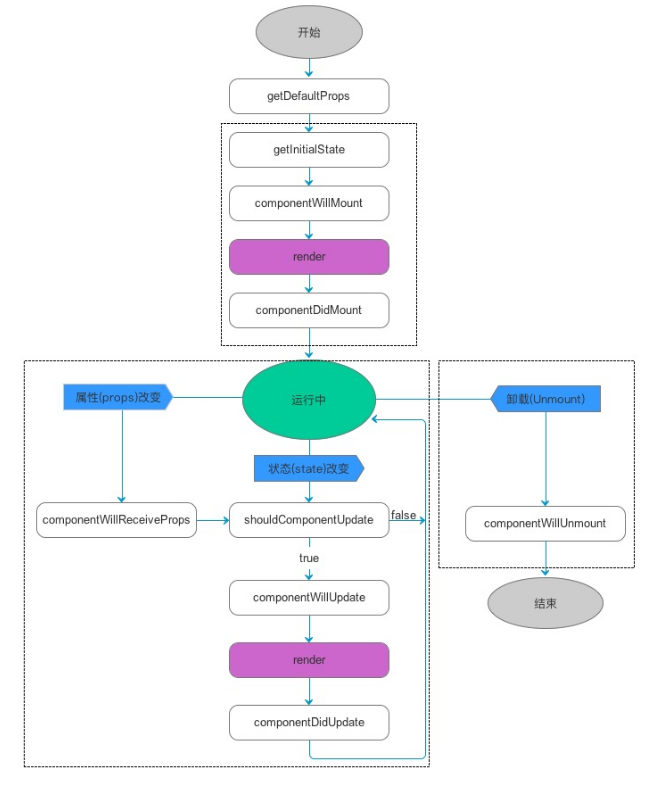 开始
getDefaultProps
getInitialState
componentWillMount
render
componentDidMount
运行中
属性(props)改变
卸载(Unmount)
状态(state)改变
componentWillReceiveProps
shouldComponentUpdate
false
componentWillUnmount
true
componentWillUpdate
结束
render
componentDidUpdate